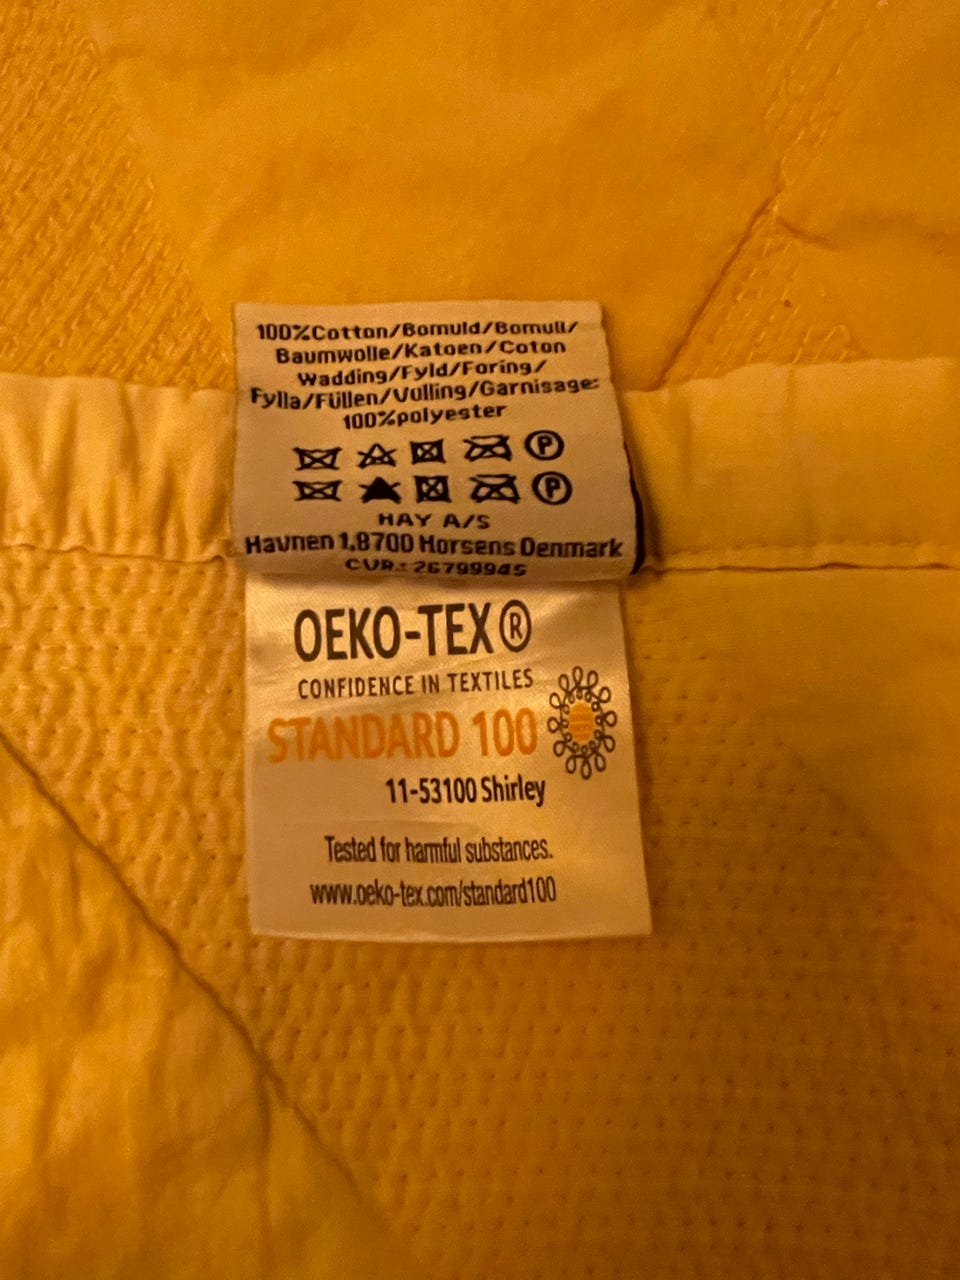 100%Cotton/Bomuld/Bomull/
Baumwolle/Katoen/Coton
Wadding/Fyld/Foring/
Fylla/Füllen/Vulling/Garnisage:
100%polyester
P
P
HAY A/S
Havnen 1,8700 Horsens Denmark
CVR.: 26799945
OEKO-TEX®
CONFIDENCE IN TEXTILES
STANDARD 100
11-53100 Shirley
Tested for harmful substances.
www.oeko-tex.com/standard100